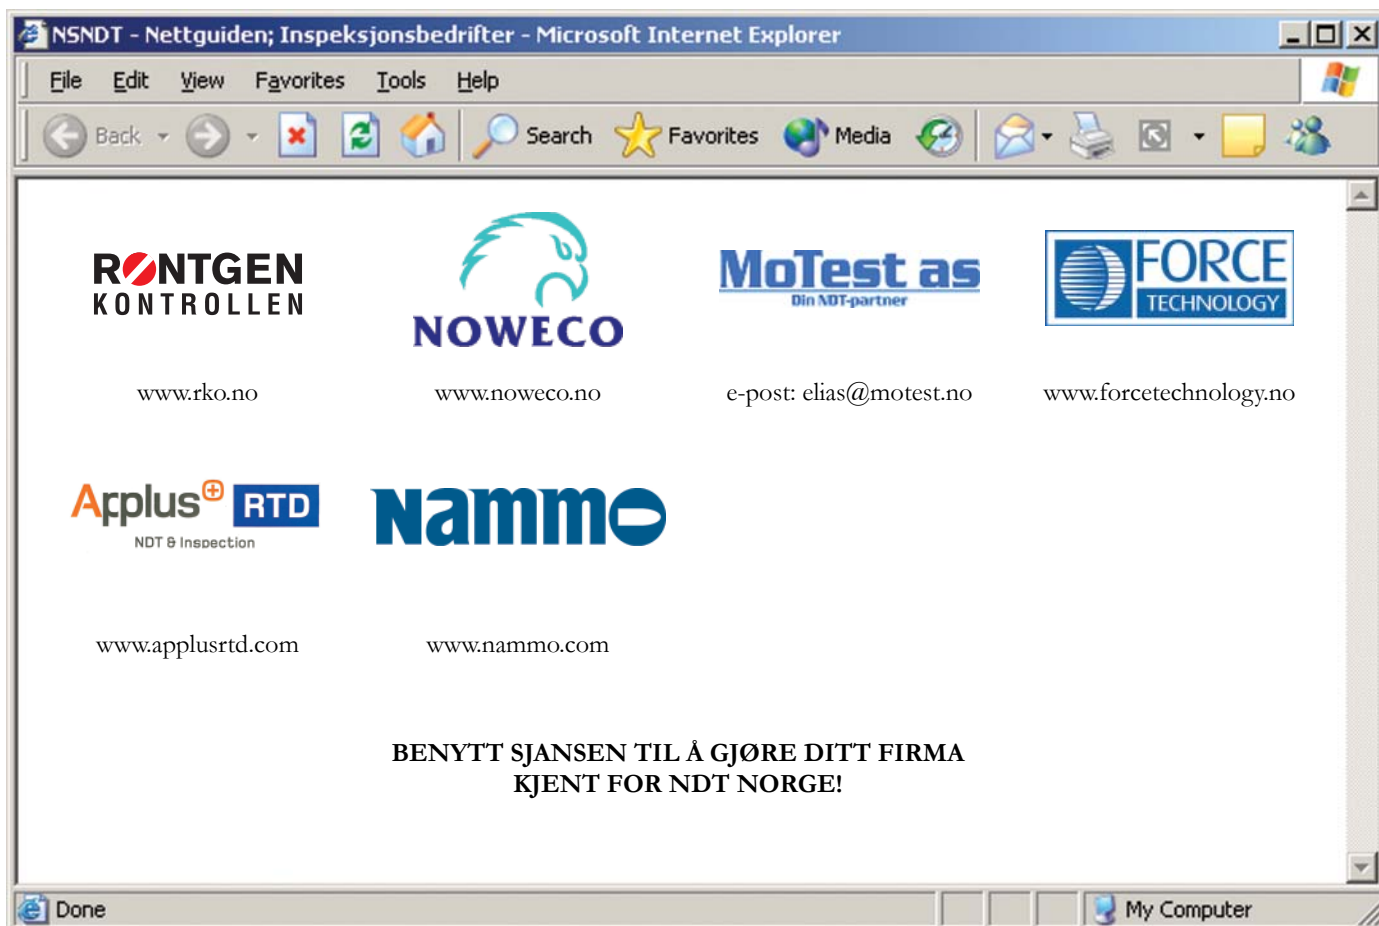 NSNDT - Nettguiden; Inspeksjonsbedrifter - Microsoft Internet Explorer
File Edit View Favorites Tools Help
Back Search Favorites Media
RØNTGEN
KONTROLLEN
NOWECO
MoTest as
Din NDT-partner
FORCE
TECHNOLOGY
www.rko.no www.noweco.no e-post: elias@motest.no www.forcetechnology.no
Applus+ RTD
NDT & Inspection
Nammo
www.applusrtd.com www.nammo.com
BENYTT SJANSEN TIL Å GJØRE DITT FIRMA
KJENT FOR NDT NORGE!
Done My Computer